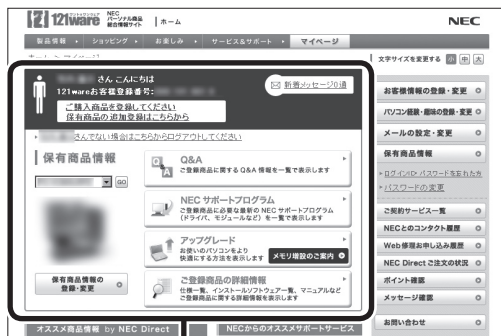 121ware NEC パーソナル商品 総合情報サイト
ホーム
NEC
製品情報 ショッピング お楽しみ サービス&サポート マイページ
文字サイズを変更する 小 中 大
さん こんにちは
121wareお客様登録番号:
新着メッセージ0通
ご購入商品を登録してください
保有商品の追加登録はこちらから
さんでない場合はこちらからログアウトしてください
保有商品情報
GO
保有商品情報の
登録・変更
Q&A
ご登録商品に関するQ&A 情報を一覧で表示します
NEC サポートプログラム
ご登録商品に必要な最新の NEC サポートプログラム
(ドライバ、モジュールなど)を一覧で表示します
アップグレード
お使いのパソコンをより
快適にする方法を表示します
メモリ増設のご案内
ご登録商品の詳細情報
仕様一覧、インストールソフトウェア一覧、マニュアルなど
ご登録商品に関する詳細情報を表示します
お客様情報の登録・変更
パソコン経験・趣味の登録・変更
メールの設定・変更
保有商品情報
ログインID・パスワードを忘れた方
パスワードの変更
ご契約サービス一覧
NECとのコンタクト履歴
Web修理お申し込み履歴
NEC Direct ご注文の状況
ポイント確認
メッセージ確認
お問い合わせ
オススメ商品情報 by NEC Direct
NECからのオススメサポートサービス